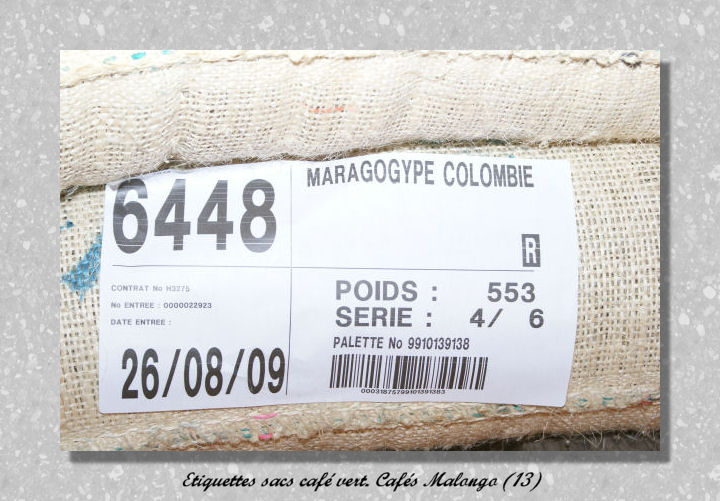 6448
MARAGOGYPE COLOMBIE
R
CONTRAT No H3275
No ENTREE : 0000022923
DATE ENTREE :
26/08/09
POIDS : 553
SERIE : 4/ 6
PALETTE No 9910139138
00031875799101391383
Etiquettes sacs café vert. Cafés Malongo (13)